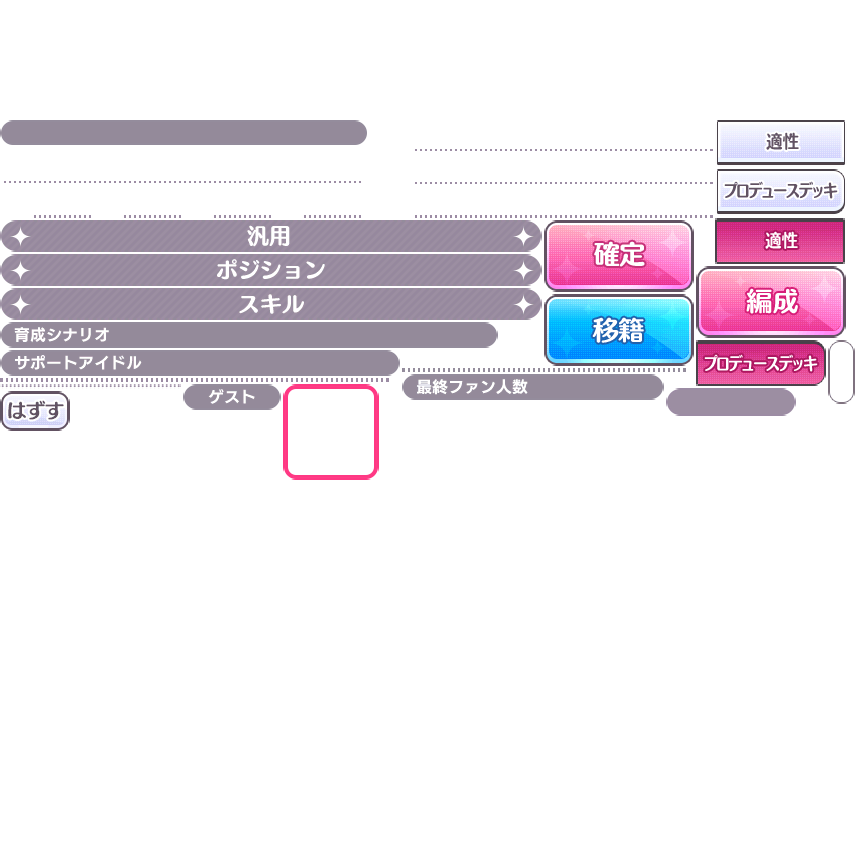 適性
プロデュースデッキ
汎用
確定
適性
ポジション
スキル
編成
移籍
育成シナリオ
サポートアイドル
プロデュースデッキ
最終ファン人数
ゲスト
はずす